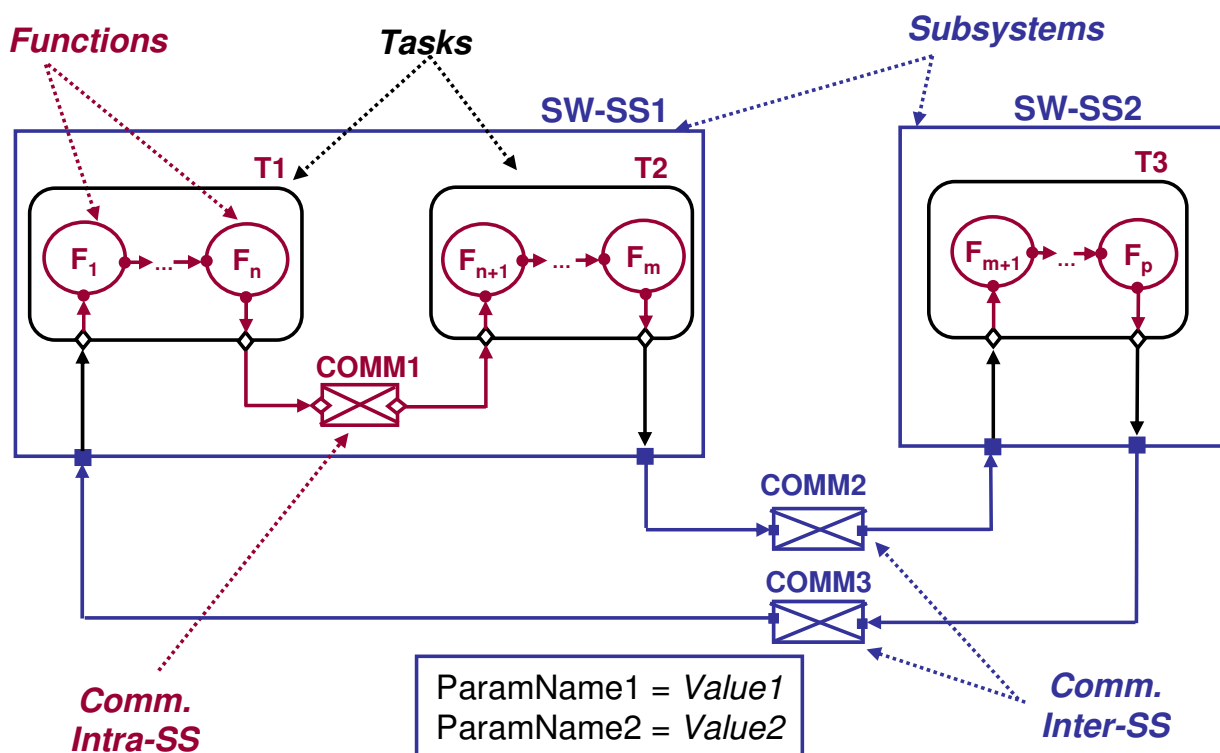 Functions
Tasks
Subsystems
SW-SS1
SW-SS2
T1
T2
T3
F1
...
Fn
Fn+1
...
Fm
Fm+1
...
Fp
COMM1
COMM2
COMM3
Comm.
Intra-SS
ParamName1 = Value1
ParamName2 = Value2
Comm.
Inter-SS